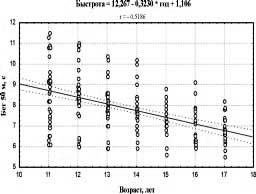 Быстрота = 12,267 - 0,3230 * год + 1,106
r = - 0,5186
Бег 50 м, с
12
11
10
9
8
7
6
5
10 11 12 13 14 15 16 17 18
Возраст, лет